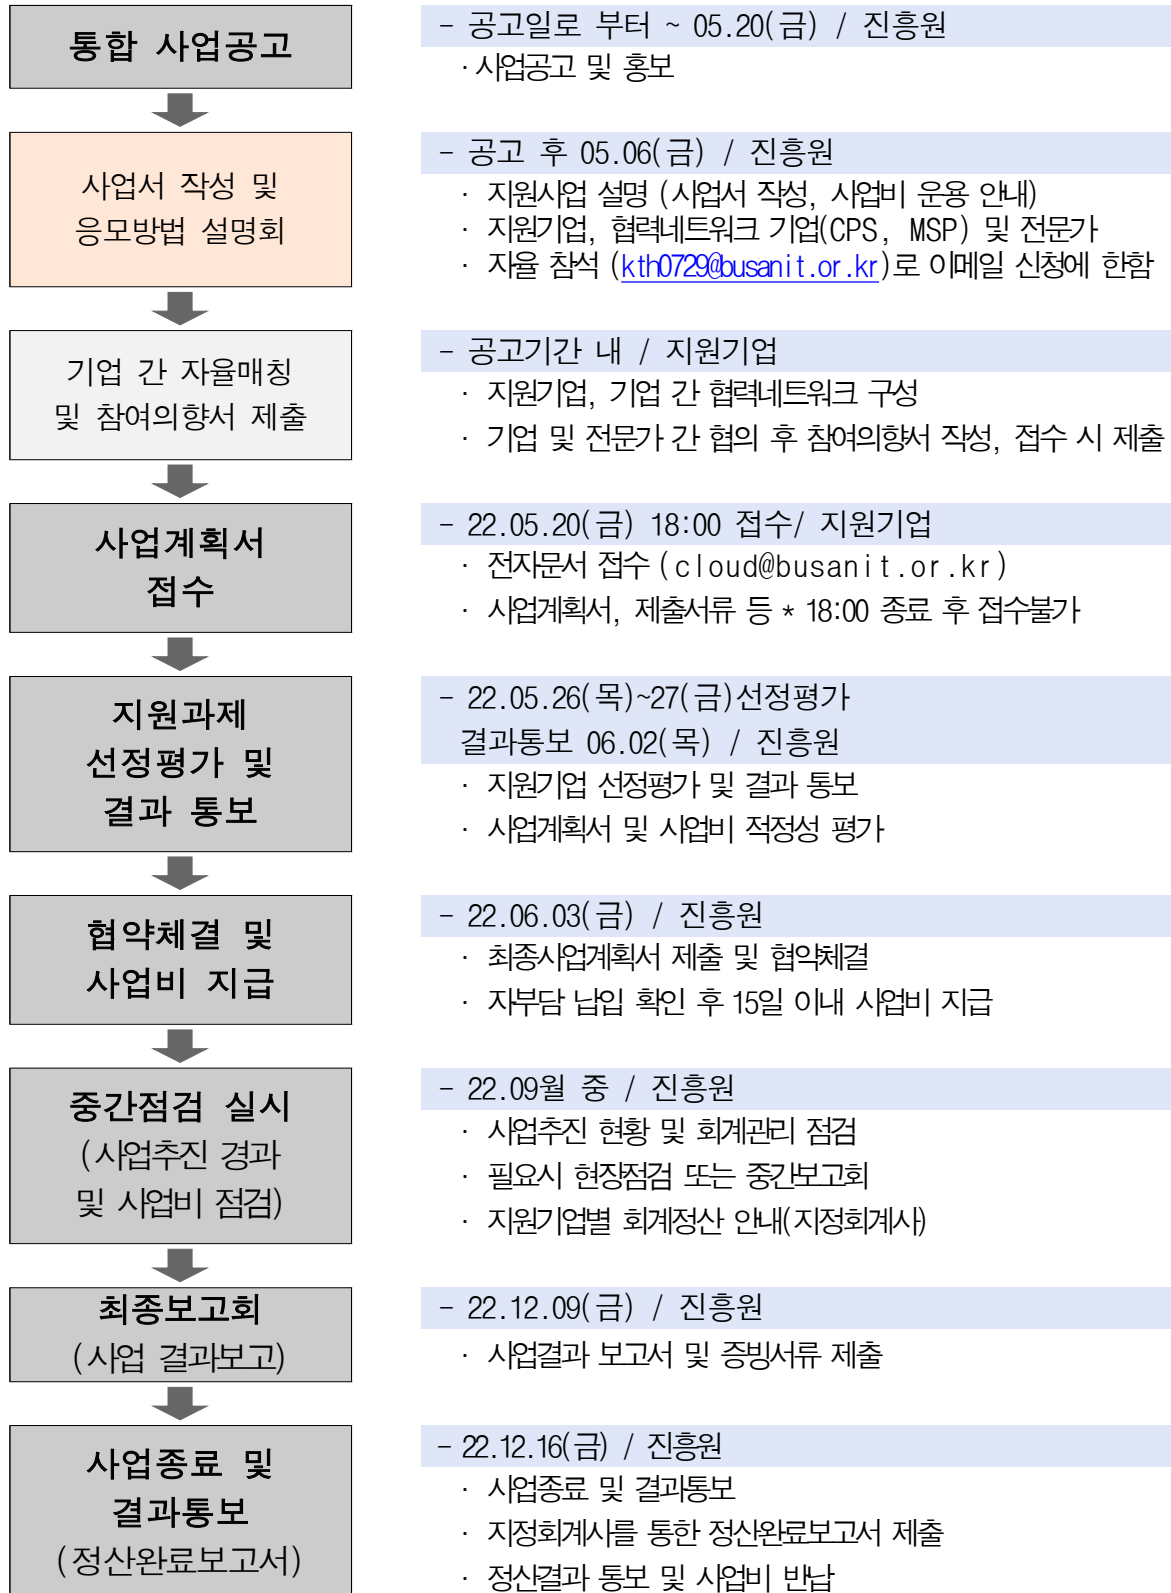 통합 사업공고
- 공고일로 부터 ~ 05.20(금) / 진흥원
· 사업공고 및 홍보
사업서 작성 및
응모방법 설명회
- 공고 후 05.06(금) / 진흥원
· 지원사업 설명 (사업서 작성, 사업비 운용 안내)
· 지원기업, 협력네트워크 기업(CPS, MSP) 및 전문가
· 자율 참석 (kth0729@busanit.or.kr)로 이메일 신청에 한함
기업 간 자율매칭
및 참여의향서 제출
- 공고기간 내 / 지원기업
· 지원기업, 기업 간 협력네트워크 구성
· 기업 및 전문가 간 협의 후 참여의향서 작성, 접수 시 제출
사업계획서
접수
- 22.05.20(금) 18:00 접수/ 지원기업
· 전자문서 접수 (cloud@busanit.or.kr)
· 사업계획서, 제출서류 등 * 18:00 종료 후 접수불가
지원과제
선정평가 및
결과 통보
- 22.05.26(목)~27(금)선정평가
결과통보 06.02(목) / 진흥원
· 지원기업 선정평가 및 결과 통보
· 사업계획서 및 사업비 적정성 평가
협약체결 및
사업비 지급
- 22.06.03(금) / 진흥원
· 최종사업계획서 제출 및 협약체결
· 자부담 납입 확인 후 15일 이내 사업비 지급
중간점검 실시
(사업추진 경과
및 사업비 점검)
- 22.09월 중 / 진흥원
· 사업추진 현황 및 회계관리 점검
· 필요시 현장점검 또는 중간보고회
· 지원기업별 회계정산 안내(지정회계사)
최종보고회
(사업 결과보고)
- 22.12.09(금) / 진흥원
· 사업결과 보고서 및 증빙서류 제출
사업종료 및
결과통보
(정산완료보고서)
- 22.12.16(금) / 진흥원
· 사업종료 및 결과통보
· 지정회계사를 통한 정산완료보고서 제출
· 정산결과 통보 및 사업비 반납